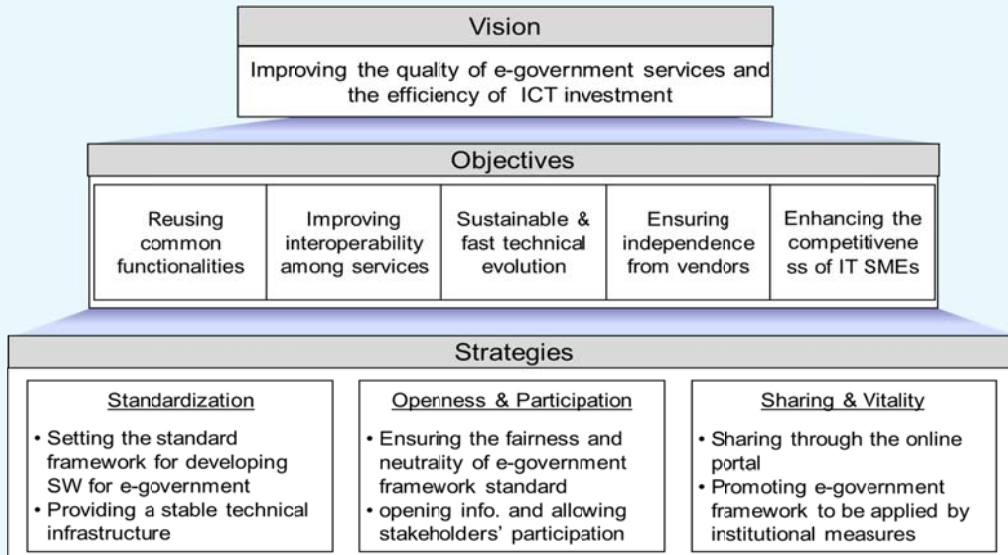 Vision
Improving the quality of e-government services and
the efficiency of ICT investment
Objectives
Reusing
common
functionalities
Improving
interoperability
among services
Sustainable &
fast technical
evolution
Ensuring
independence
from vendors
Enhancing the
competitivene
ss of IT SMEs
Strategies
Standardization
• Setting the standard
framework for developing
SW for e-government
• Providing a stable technical
infrastructure
Openness & Participation
• Ensuring the fairness and
neutrality of e-government
framework standard
• opening info. and allowing
stakeholders' participation
Sharing & Vitality
• Sharing through the online
portal
• Promoting e-government
framework to be applied by
institutional measures